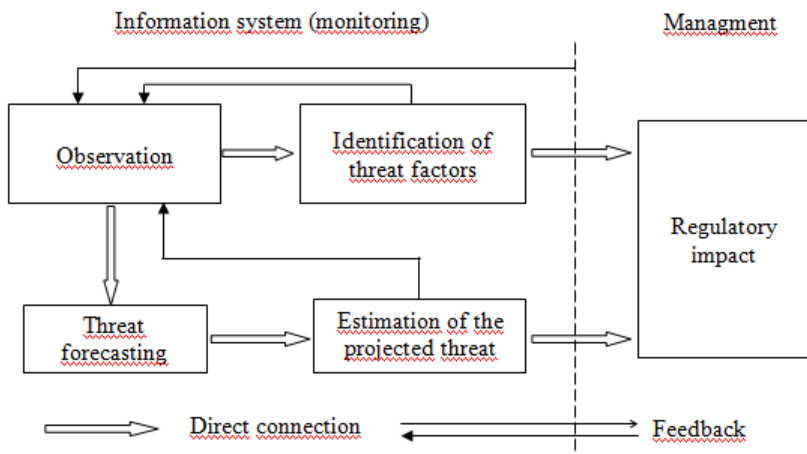 Information system (monitoring)
Managment
Observation
Identification of
threat factors
Regulatory
impact
Threat
forecasting
Estimation of the
projected threat
Direct connection
Feedback